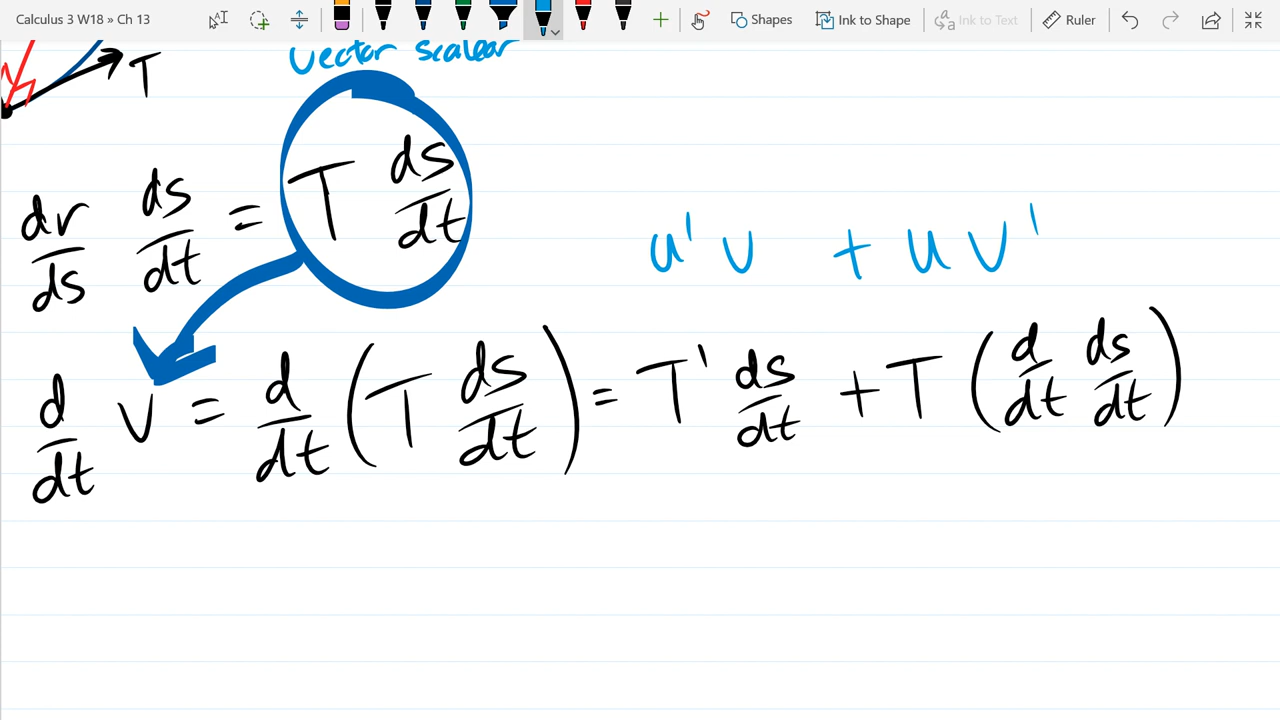 Calculus 3 W18 » Ch 13 Shapes Ink to Shape Ink to Text Ruler
vector scalar
T
dr/ds ds/dt = T ds/dt
u'v + uv'
d/dt v = d/dt (T ds/dt) = T' ds/dt + T (d/dt ds/dt)